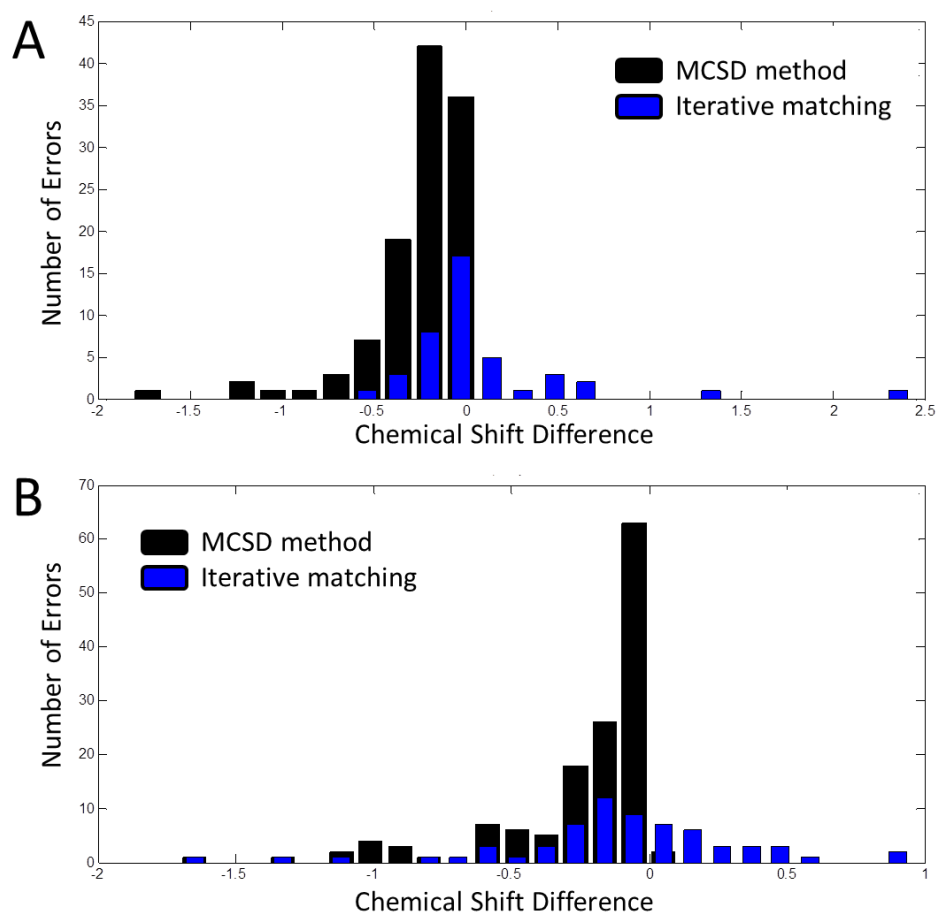 A
45
40
35
30
25
20
15
10
5
0
Number of Errors
MCSD method
Iterative matching
-2 -1.5 -1 -0.5 0 0.5 1 1.5 2 2.5
Chemical Shift Difference
B
70
60
50
40
30
20
10
0
Number of Errors
MCSD method
Iterative matching
-2 -1.5 -1 -0.5 0 0.5 1
Chemical Shift Difference